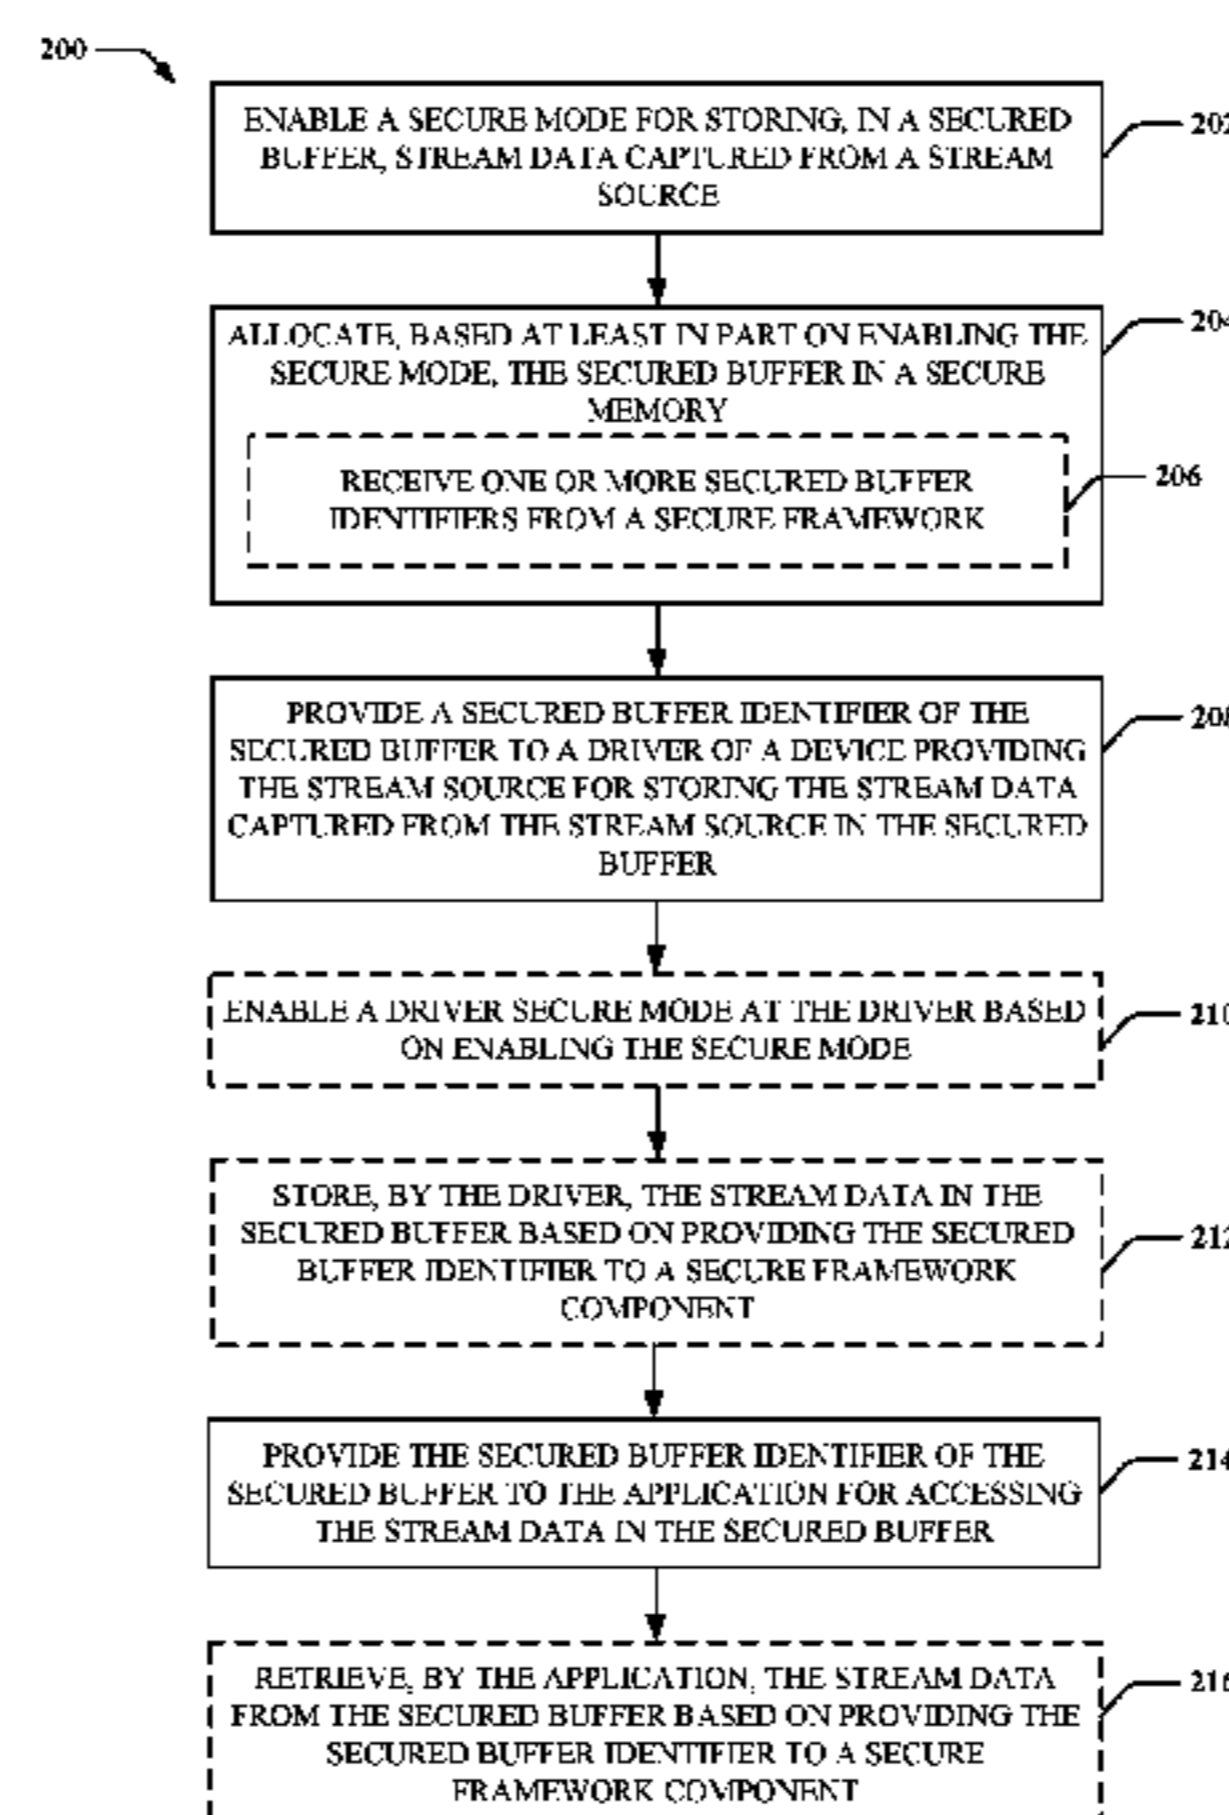 200
ENABLE A SECURE MODE FOR STORING, IN A SECURED
BUFFER, STREAM DATA CAPTURED FROM A STREAM
SOURCE
202
ALLOCATE, BASED AT LEAST IN PART ON ENABLING THE
SECURE MODE, THE SECURED BUFFER IN A SECURE
MEMORY
204
RECEIVE ONE OR MORE SECURED BUFFER
IDENTIFIERS FROM A SECURE FRAMEWORK
206
PROVIDE A SECURED BUFFER IDENTIFIER OF THE
SECURED BUFFER TO A DRIVER OF A DEVICE PROVIDING
THE STREAM SOURCE FOR STORING THE STREAM DATA
CAPTURED FROM THE STREAM SOURCE IN THE SECURED
BUFFER
208
ENABLE A DRIVER SECURE MODE AT THE DRIVER BASED
ON ENABLING THE SECURE MODE
210
STORE, BY THE DRIVER, THE STREAM DATA IN THE
SECURED BUFFER BASED ON PROVIDING THE SECURED
BUFFER IDENTIFIER TO A SECURE FRAMEWORK
COMPONENT
212
PROVIDE THE SECURED BUFFER IDENTIFIER OF THE
SECURED BUFFER TO THE APPLICATION FOR ACCESSING
THE STREAM DATA IN THE SECURED BUFFER
214
RETRIEVE, BY THE APPLICATION, THE STREAM DATA
FROM THE SECURED BUFFER BASED ON PROVIDING THE
SECURED BUFFER IDENTIFIER TO A SECURE
FRAMEWORK COMPONENT
216